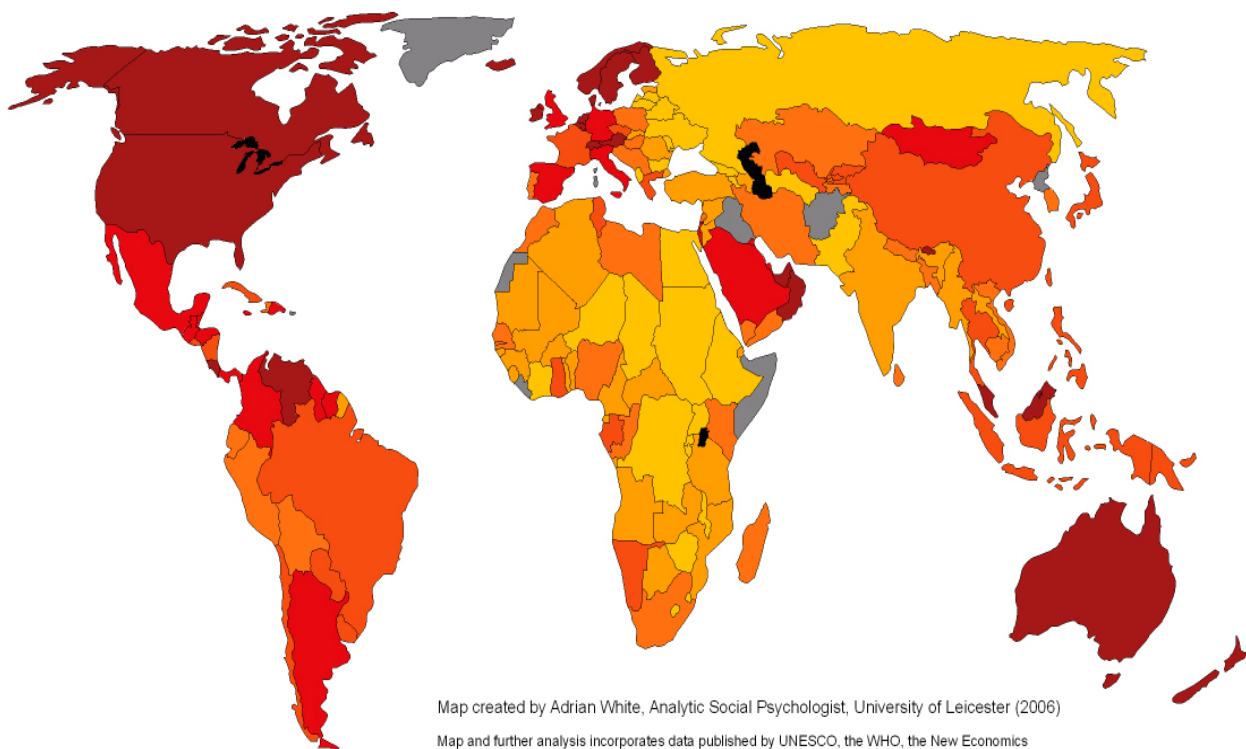 Map created by Adrian White, Analytic Social Psychologist, University of Leicester (2006)
Map and further analysis incorporates data published by UNESCO, the WHO, the New Economics